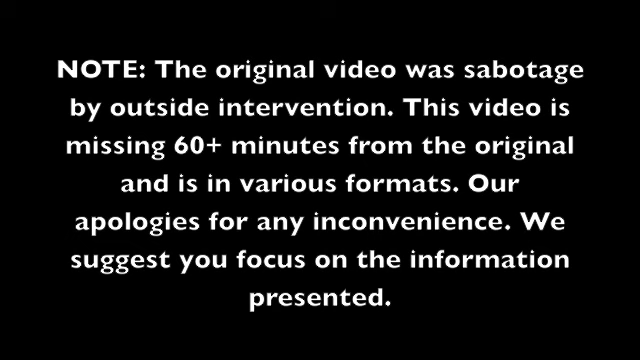 NOTE: The original video was sabotage
by outside intervention. This video is
missing 60+ minutes from the original
and is in various formats. Our
apologies for any inconvenience. We
suggest you focus on the information
presented.